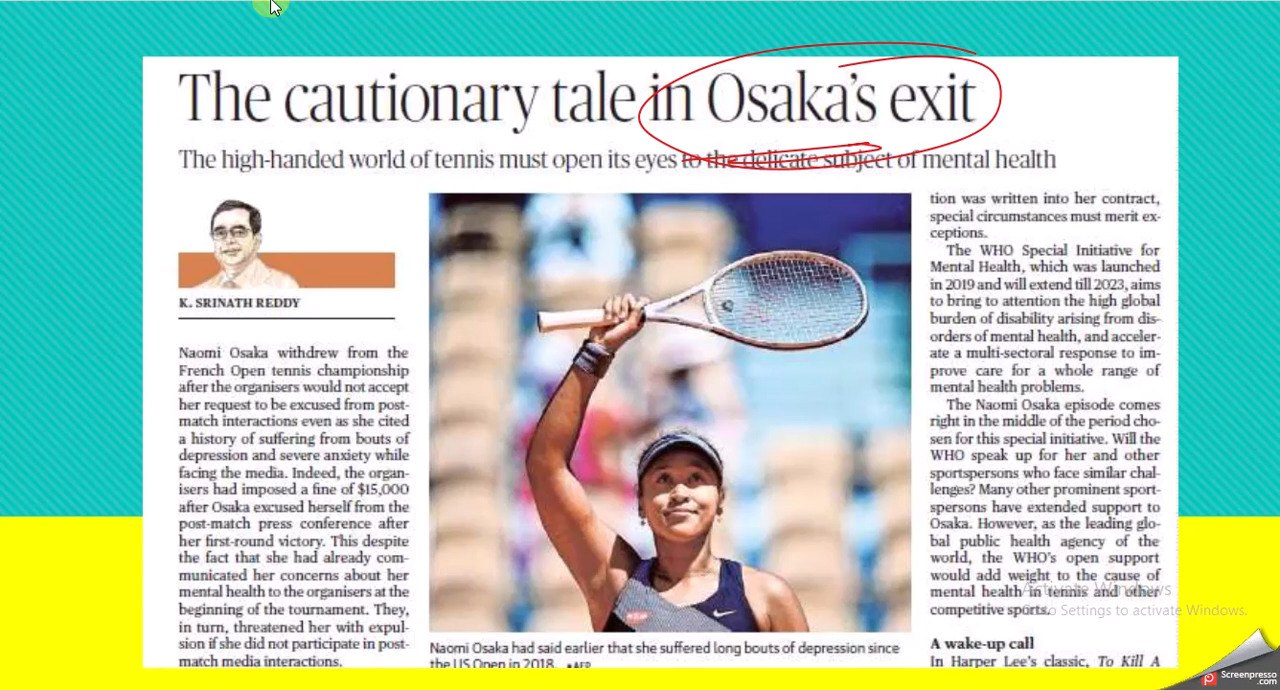 The cautionary tale in Osaka's exit
The high-handed world of tennis must open its eyes to the delicate subject of mental health
K. SRINATH REDDY
Naomi Osaka withdrew from the
French Open tennis championship
after the organisers would not accept
her request to be excused from post-
match interactions even as she cited
a history of suffering from bouts of
depression and severe anxiety while
facing the media. Indeed, the organ-
isers had imposed a fine of $15,000
after Osaka excused herself from the
post-match press conference after
her first-round victory. This despite
the fact that she had already com-
municated her concerns about her
mental health to the organisers at the
beginning of the tournament. They,
in turn, threatened her with expul-
sion if she did not participate in post-
match media interactions.
Naomi Osaka had said earlier that she suffered long bouts of depression since
the US Open in 2018. •AFP
tion was written into her contract,
special circumstances must merit ex-
ceptions.
The WHO Special Initiative for
Mental Health, which was launched
in 2019 and will extend till 2023, aims
to bring to attention the high global
burden of disability arising from dis-
orders of mental health, and acceler-
ate a multi-sectoral response to im-
prove care for a whole range of
mental health problems.
The Naomi Osaka episode comes
right in the middle of the period cho-
sen for this special initiative. Will the
WHO speak up for her and other
sportspersons who face similar chal-
lenges? Many other prominent sport-
spersons have extended support to
Osaka. However, as the leading glo-
bal public health agency of the
world, the WHO's open support
would add weight to the cause of
mental health in tennis and other
competitive sports.
A wake-up call
In Harper Lee's classic, To Kill A
Activate Windows
Go to Settings to activate Windows.
Screenpresso
.com